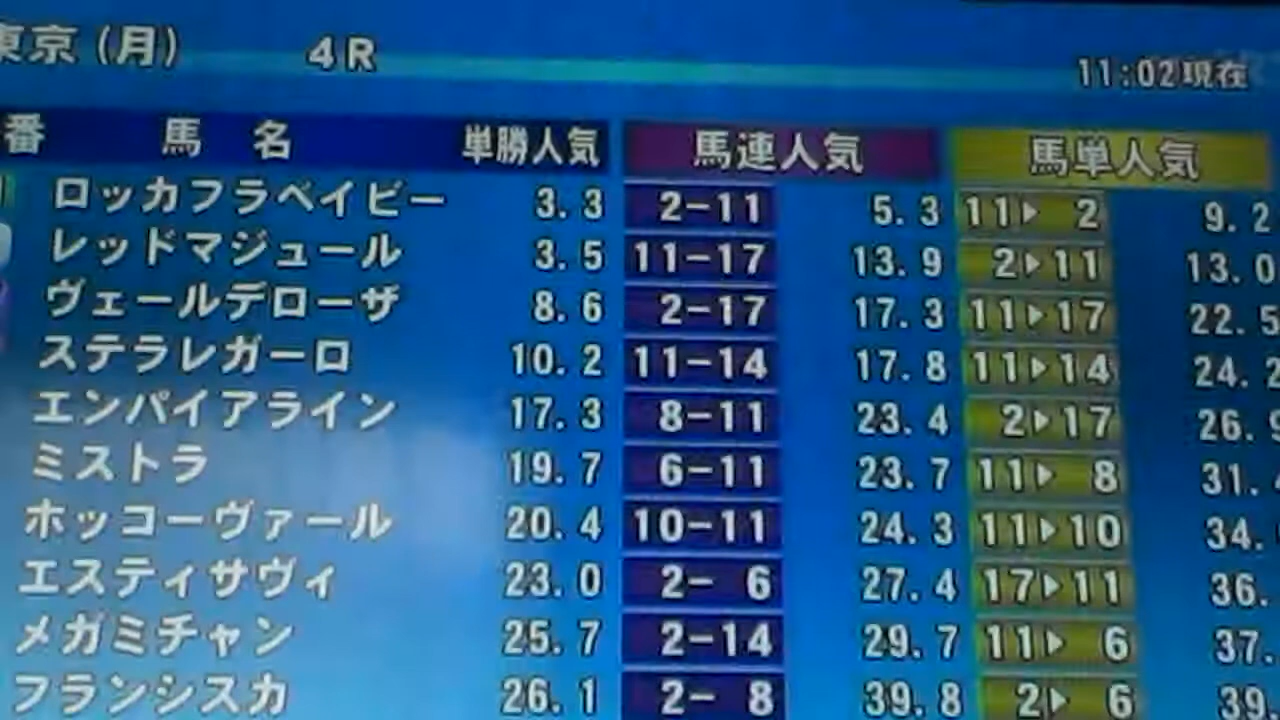 東京(月) 4R 11:02現在
番 馬名 単勝人気 馬連人気 馬単人気
ロッカフラベイビー 3.3 2-11 5.3 11▶2 9.2
レッドマジュール 3.5 11-17 13.9 2▶11 13.0
ヴェールデローザ 8.6 2-17 17.3 11▶17 22.5
ステラレガーロ 10.2 11-14 17.8 11▶14 24.2
エンパイアライン 17.3 8-11 23.4 2▶17 26.9
ミストラ 19.7 6-11 23.7 11▶8 31.
ホッコーヴァール 20.4 10-11 24.3 11▶10 34.
エスティサヴィ 23.0 2-6 27.4 17▶11 36.
メガミチャン 25.7 2-14 29.7 11▶6 37.
フランシスカ 26.1 2-8 39.8 2▶6 39.